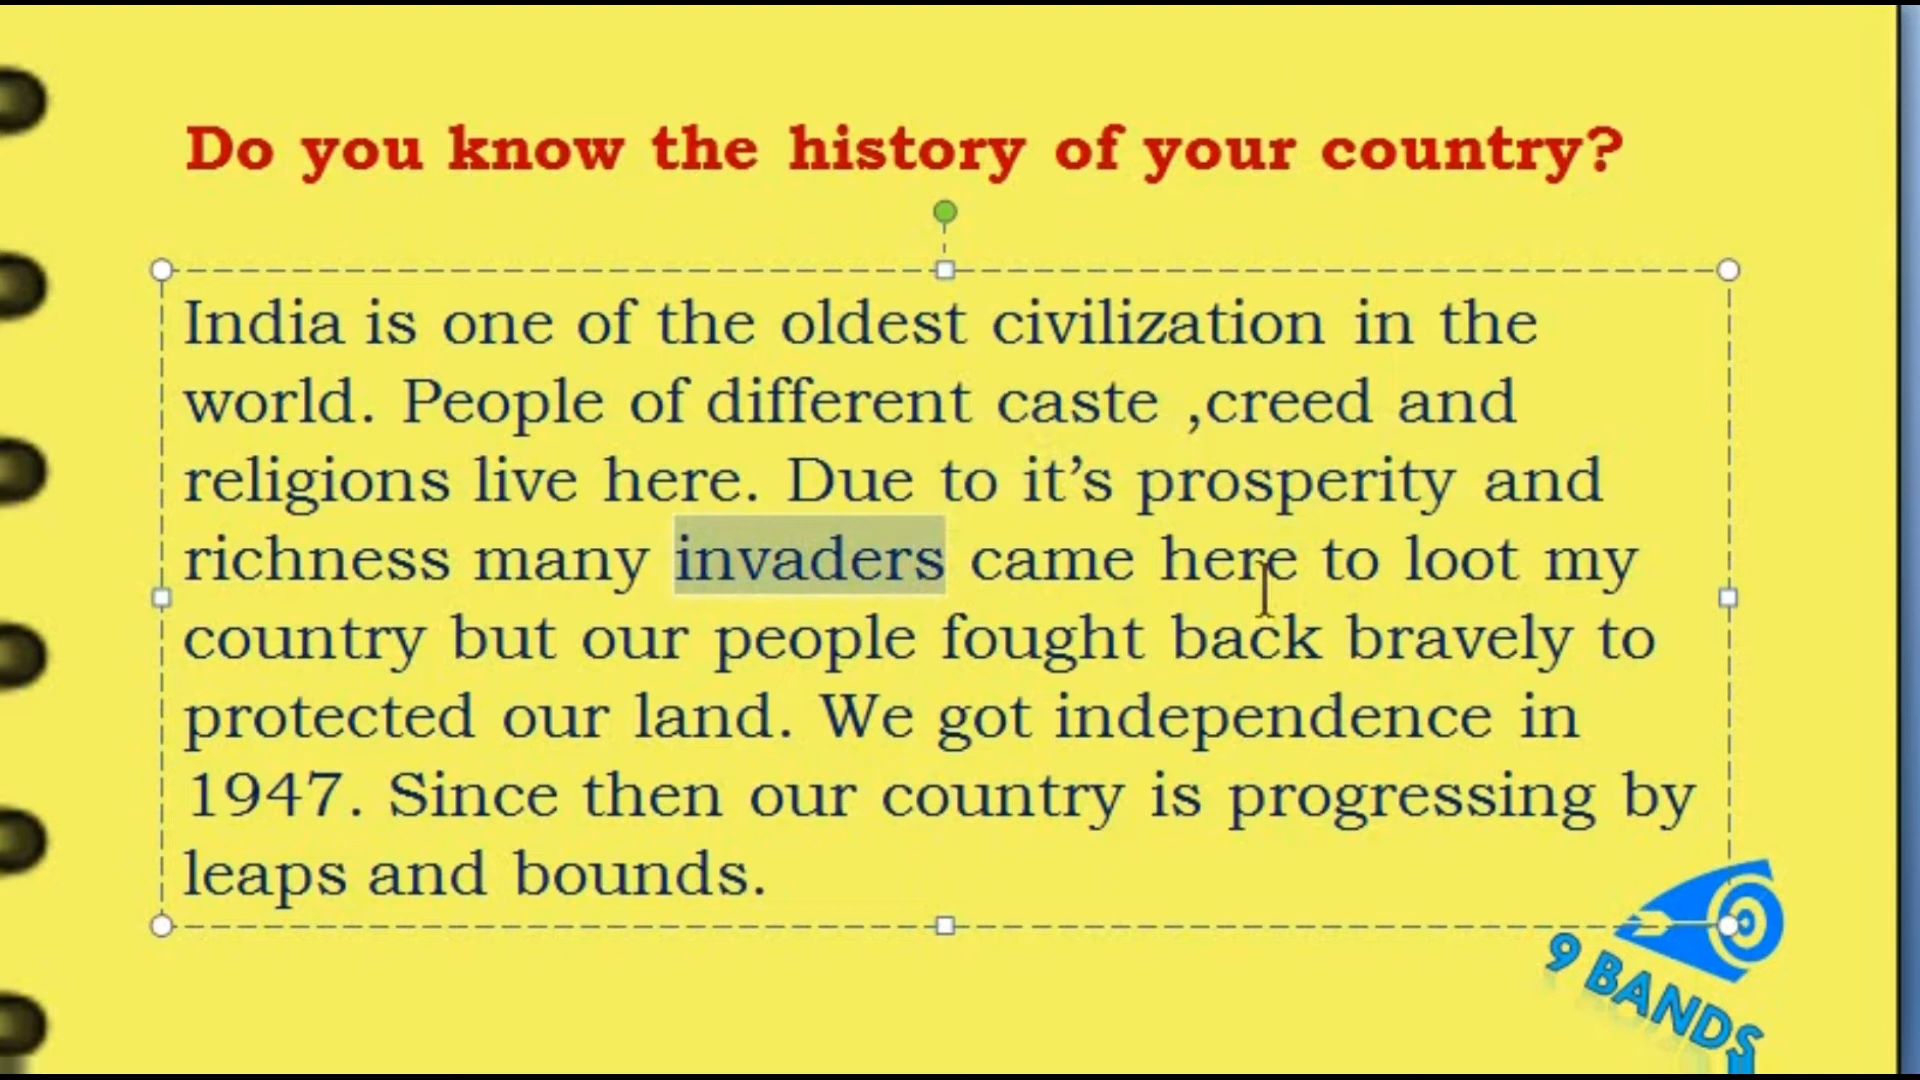 Do you know the history of your country?
India is one of the oldest civilization in the
world. People of different caste ,creed and
religions live here. Due to it’s prosperity and
richness many invaders came here to loot my
country but our people fought back bravely to
protected our land. We got independence in
1947. Since then our country is progressing by
leaps and bounds.
9 BANDS